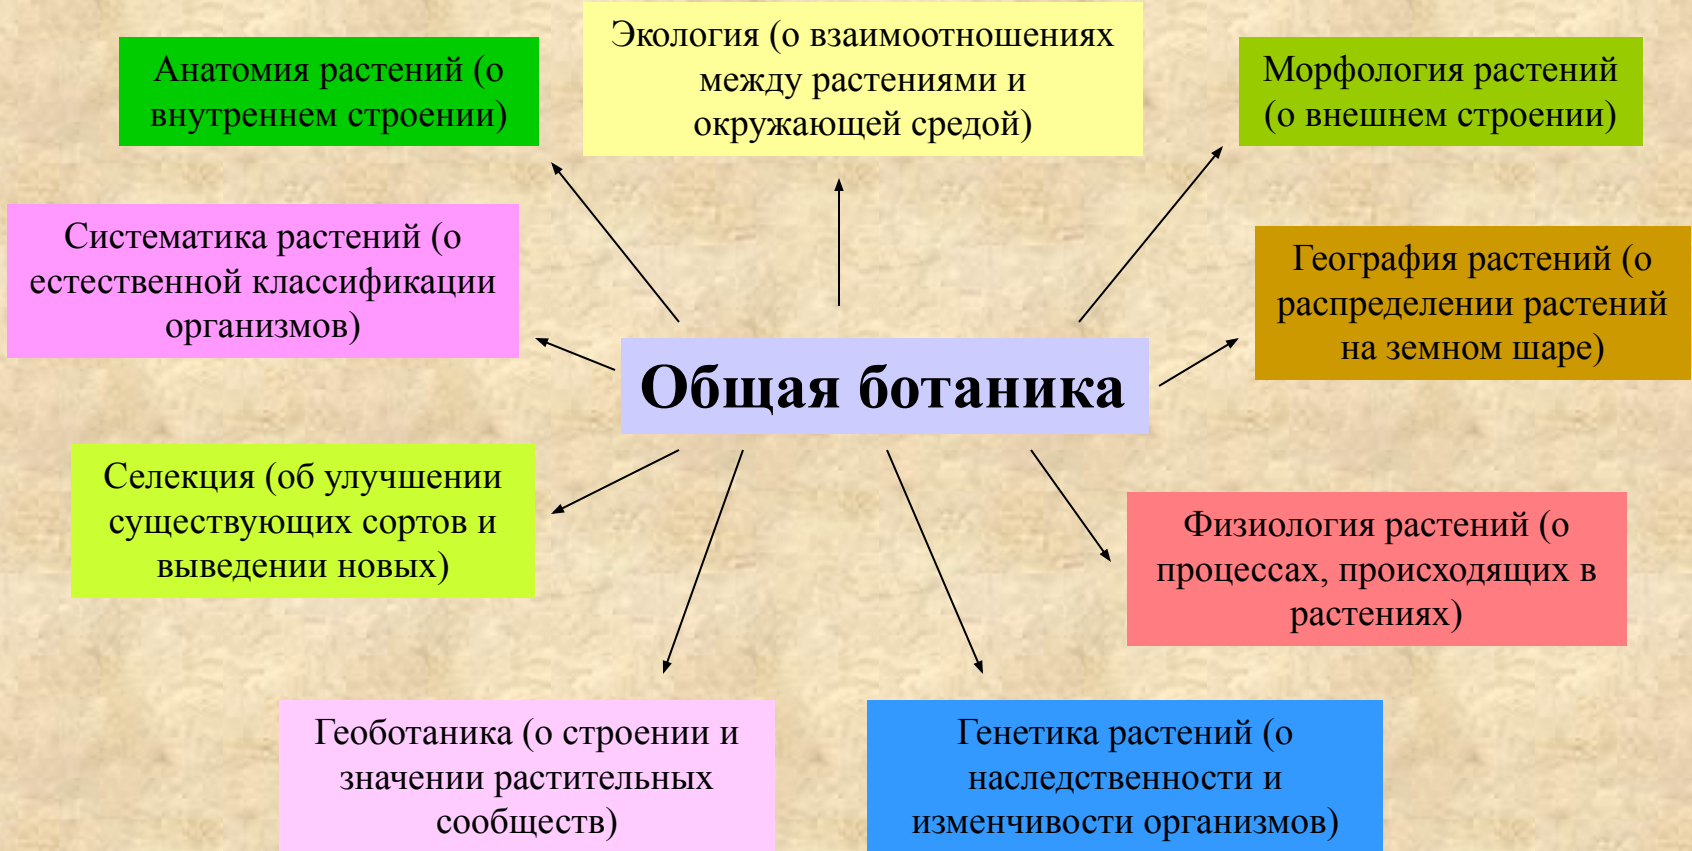 Экология (о взаимоотношениях
между растениями и
окружающей средой)
Анатомия растений (о
внутреннем строении)
Морфология растений
(о внешнем строении)
Систематика растений (о
естественной классификации
организмов)
География растений (о
распределении растений
на земном шаре)
Общая ботаника
Селекция (об улучшении
существующих сортов и
выведении новых)
Физиология растений (о
процессах, происходящих в
растениях)
Геоботаника (о строении и
значении растительных
сообществ)
Генетика растений (о
наследственности и
изменчивости организмов)